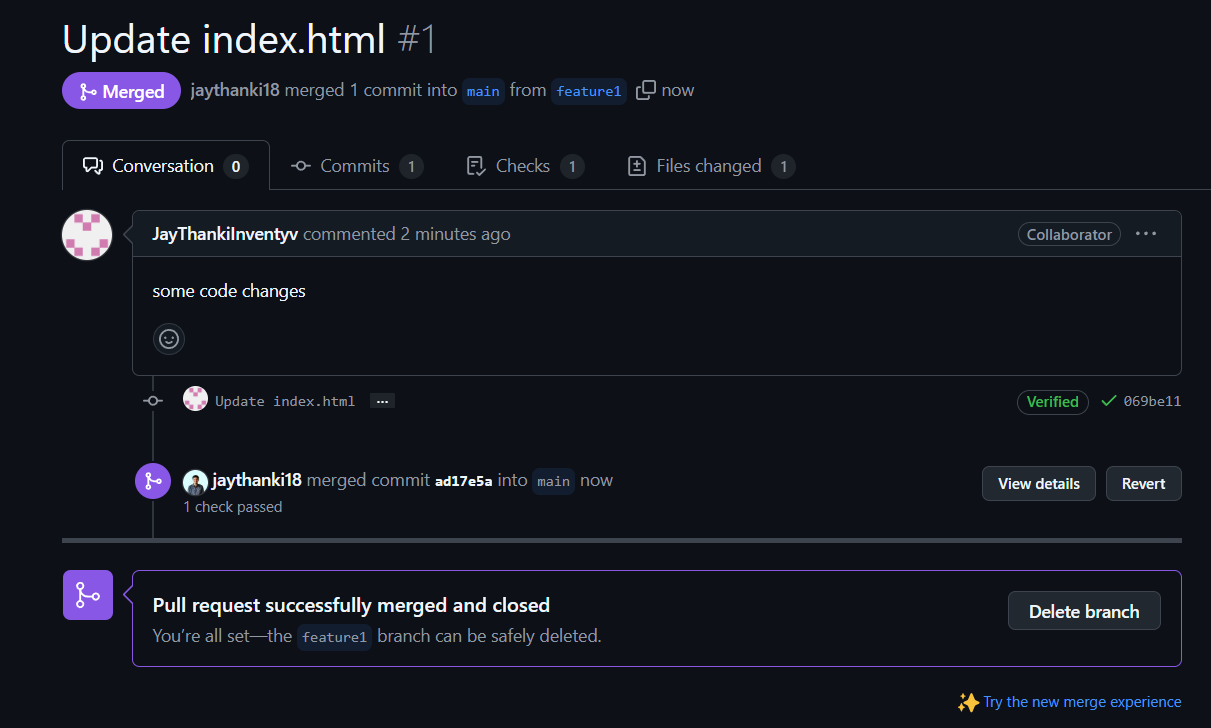 Update index.html #1
Merged jaythanki18 merged 1 commit into main from feature1 now
Conversation 0 Commits 1 Checks 1 Files changed 1
JayThankiInventyv commented 2 minutes ago Collaborator ...
some code changes
Update index.html ... Verified 069be11
jaythanki18 merged commit ad17e5a into main now View details Revert
1 check passed
Pull request successfully merged and closed
You’re all set—the feature1 branch can be safely deleted.
Delete branch
Try the new merge experience